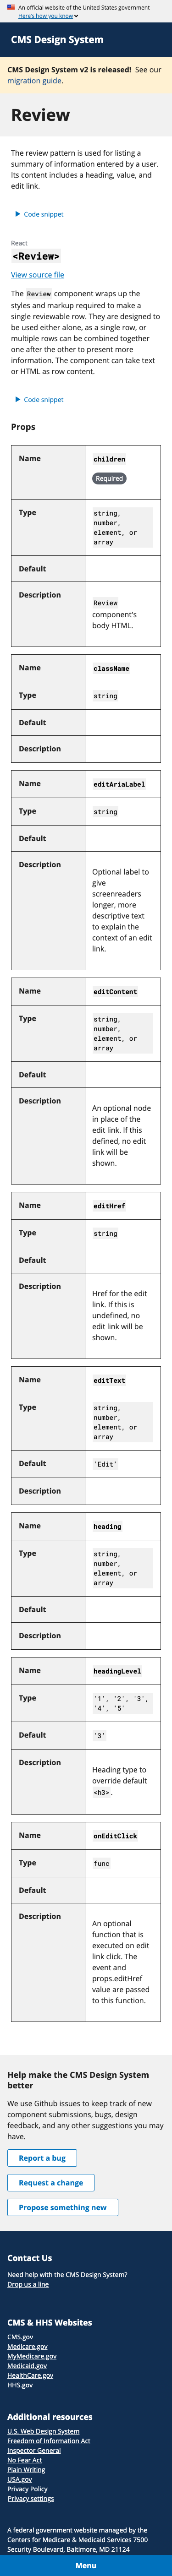 An official website of the United States government
Here's how you know
CMS Design System
CMS Design System v2 is released! See our
migration guide.
Review
The review pattern is used for listing a
summary of information entered by a user.
Its content includes a heading, value, and
edit link.
Code snippet
React
<Review>
View source file
The Review component wraps up the
styles and markup required to make a
single reviewable row. They are designed to
be used either alone, as a single row, or
multiple rows can be combined together
one after the other to present more
information. The component can take text
or HTML as row content.
Code snippet
Props
Name children
Required
Type string,
number,
element, or
array
Default
Description Review
component's
body HTML.
Name className
Type string
Default
Description
Name editAriaLabel
Type string
Default
Description Optional label to
give
screenreaders
longer, more
descriptive text
to explain the
context of an edit
link.
Name editContent
Type string,
number,
element, or
array
Default
Description An optional node
in place of the
edit link. If this
defined, no edit
link will be
shown.
Name editHref
Type string
Default
Description Href for the edit
link. If this is
undefined, no
edit link will be
shown.
Name editText
Type string,
number,
element, or
array
Default 'Edit'
Description
Name heading
Type string,
number,
element, or
array
Default
Description
Name headingLevel
Type '1', '2', '3',
'4', '5'
Default '3'
Description Heading type to
override default
<h3>.
Name onEditClick
Type func
Default
Description An optional
function that is
executed on edit
link click. The
event and
props.editHref
value are passed
to this function.
Help make the CMS Design System
better
We use Github issues to keep track of new
component submissions, bugs, design
feedback, and any other suggestions you may
have.
Report a bug
Request a change
Propose something new
Contact Us
Need help with the CMS Design System?
Drop us a line
CMS & HHS Websites
CMS.gov
Medicare.gov
MyMedicare.gov
Medicaid.gov
HealthCare.gov
HHS.gov
Additional resources
U.S. Web Design System
Freedom of Information Act
Inspector General
No Fear Act
Plain Writing
USA.gov
Privacy Policy
Privacy settings
A federal government website managed by the
Centers for Medicare & Medicaid Services 7500
Security Boulevard, Baltimore, MD 21124
Menu